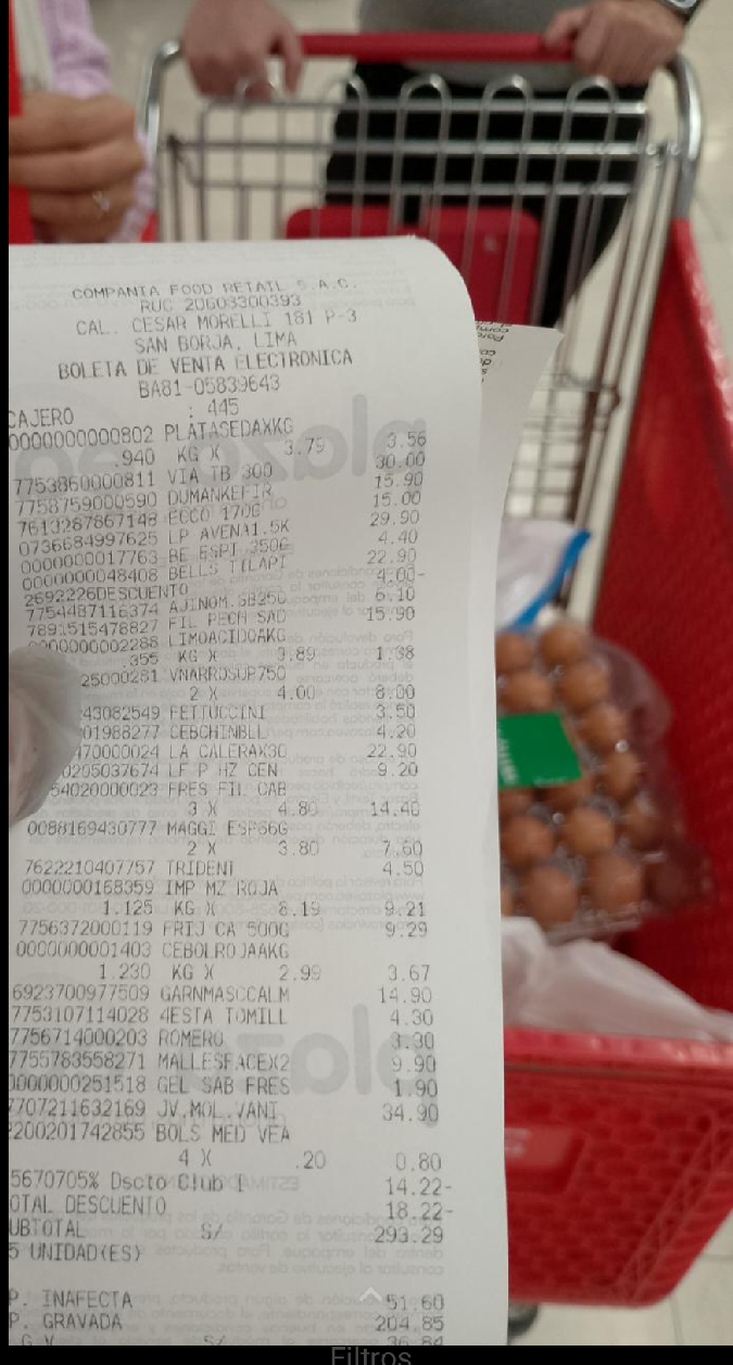 COMPANIA FOOD RETAIL S.A.C.
RUC 20603300393
CAL. CESAR MORELLI 181 P-3
SAN BORJA, LIMA
BOLETA DE VENTA ELECTRONICA
BA81-05839643
CAJERO : 445
0000000000802 PLATASEDAXKG
.940 KG X 3.79 3.56
7753860000811 VIA TB 300 30.00
7758759000590 DUMANKEFIR 15.90
7613287867148 ECCO 170G 15.00
0736684997625 LP AVENA1.5K 29.90
0000000017763 BE ESPI 350G 4.40
0000000048408 BELLS TILAPI 22.90
2692226DESCUENTO 4.00-
7754487116374 AJINOM.GB250 6.10
7891515476827 FIL PECH SAD 15.90
0000000002288 LIMOACIDOAKG
.355 KG X 3.89 1.38
25000251 VNARROSUP750
2 X 4.00 8.00
43082549 FETTUCCINI 3.50
01988277 CEBCHINBLL 4.20
470000024 LA CALERAX30 22.90
0205037674 LF P HZ CEN 9.20
54020000023 FRES FIL CAB
3 X 4.80 14.40
0088169430777 MAGGI ESP66G
2 X 3.80 7.60
7622210407757 TRIDENT 4.50
0000000168359 IMP MZ ROJA
1.125 KG X 8.19 9.21
7756372000119 FRIJ CA 500G 9.29
0000000001403 CEBOLROJAAKG
1.230 KG X 2.99 3.67
6923700977509 GARNMASCCALM 14.90
7753107114028 4ESTA TOMILL 4.30
7756714000203 ROMERO 3.30
7755783558271 MALLESFACEX2 9.90
0000000251518 GEL SAB FRES 1.90
7707211632169 JV.MOL.VANI 34.90
2200201742855 BOLS MED VEA
4 X .20 0.80
5670705% Dscto Club I 14.22-
OTAL DESCUENTO 18.22-
UBTOTAL S/ 293.29
5 UNIDAD(ES)
P. INAFECTA 51.60
P. GRAVADA 204.85
G.V S/ 36.84
Filtros